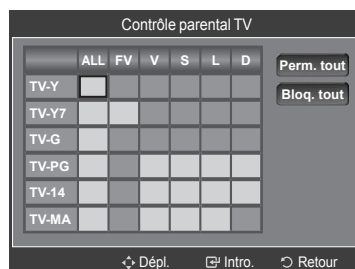 Contrôle parental TV
ALL FV V S L D
Perm. tout
Bloq. tout
TV-Y
TV-Y7
TV-G
TV-PG
TV-14
TV-MA
Dépl. Intro. Retour